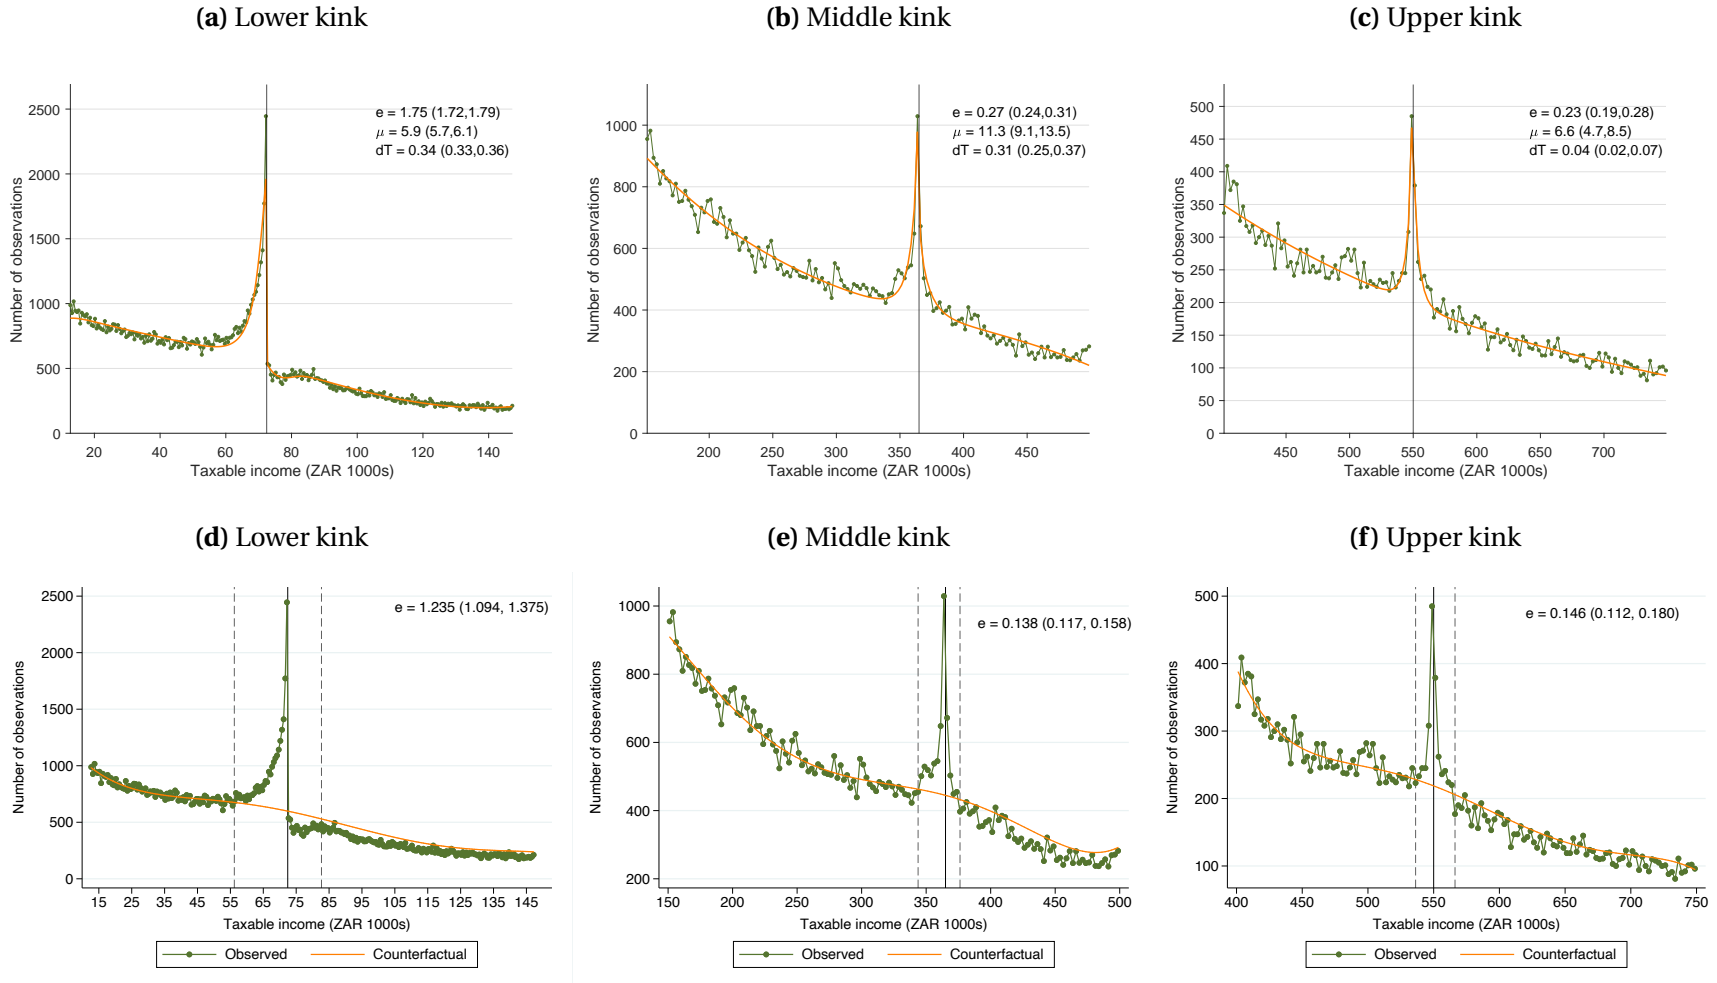 (a) Lower kink
(b) Middle kink
(c) Upper kink
Number of observations
2500
2000
1500
1000
500
0
e = 1.75 (1.72,1.79)
μ = 5.9 (5.7,6.1)
dT = 0.34 (0.33,0.36)
20 40 60 80 100 120 140
Taxable income (ZAR 1000s)
Number of observations
1000
800
600
400
200
0
e = 0.27 (0.24,0.31)
μ = 11.3 (9.1,13.5)
dT = 0.31 (0.25,0.37)
200 250 300 350 400 450
Taxable income (ZAR 1000s)
Number of observations
500
450
400
350
300
250
200
150
100
50
0
e = 0.23 (0.19,0.28)
μ = 6.6 (4.7,8.5)
dT = 0.04 (0.02,0.07)
450 500 550 600 650 700
Taxable income (ZAR 1000s)
(d) Lower kink
(e) Middle kink
(f) Upper kink
Number of observations
2500
2000
1500
1000
500
0
e = 1.235 (1.094, 1.375)
15 25 35 45 55 65 75 85 95 105 115 125 135 145
Taxable income (ZAR 1000s)
Observed Counterfactual
Number of observations
1000
800
600
400
200
e = 0.138 (0.117, 0.158)
150 200 250 300 350 400 450 500
Taxable income (ZAR 1000s)
Observed Counterfactual
Number of observations
500
400
300
200
100
e = 0.146 (0.112, 0.180)
400 450 500 550 600 650 700 750
Taxable income (ZAR 1000s)
Observed Counterfactual